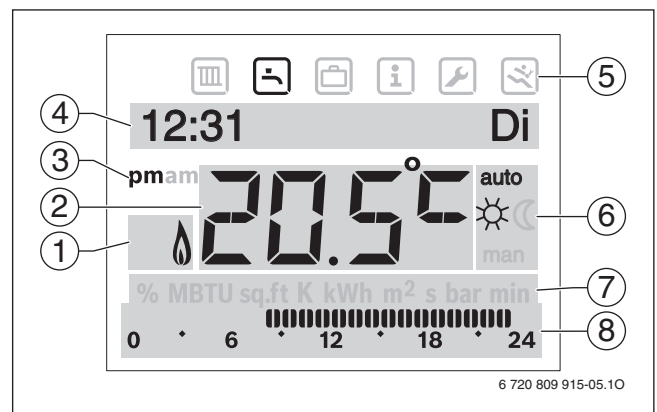 5
4 12:31 Di
3 pm am
2 20.5°C auto
6
1 man
% MBTU sq.ft K kWh m² s bar min 7
0 6 12 18 24 8
6 720 809 915-05.1O